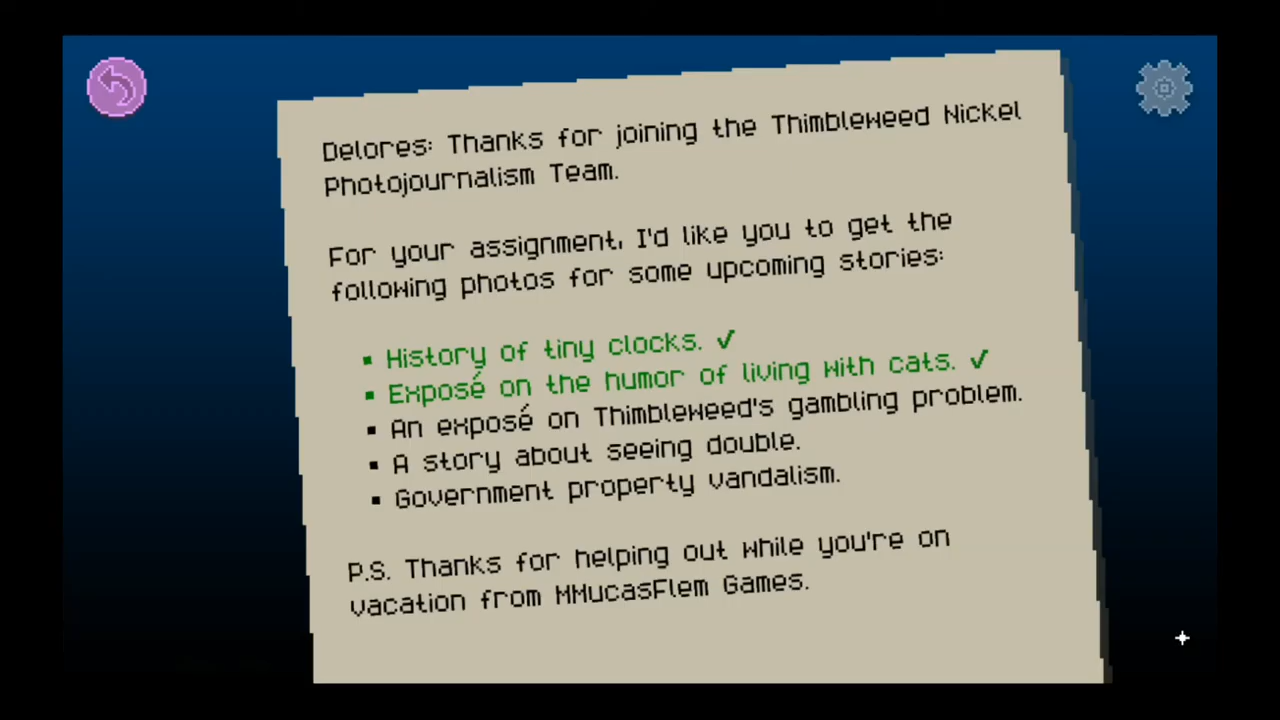 Delores: Thanks for joining the Thimbleweed Nickel
Photojournalism Team.
For your assignment, I'd like you to get the
following photos for some upcoming stories:
▪ History of tiny clocks. ✓
▪ Exposé on the humor of living with cats. ✓
▪ An exposé on Thimbleweed's gambling problem.
▪ A story about seeing double.
▪ Government property vandalism.
P.S. Thanks for helping out while you're on
vacation from MMucasFlem Games.